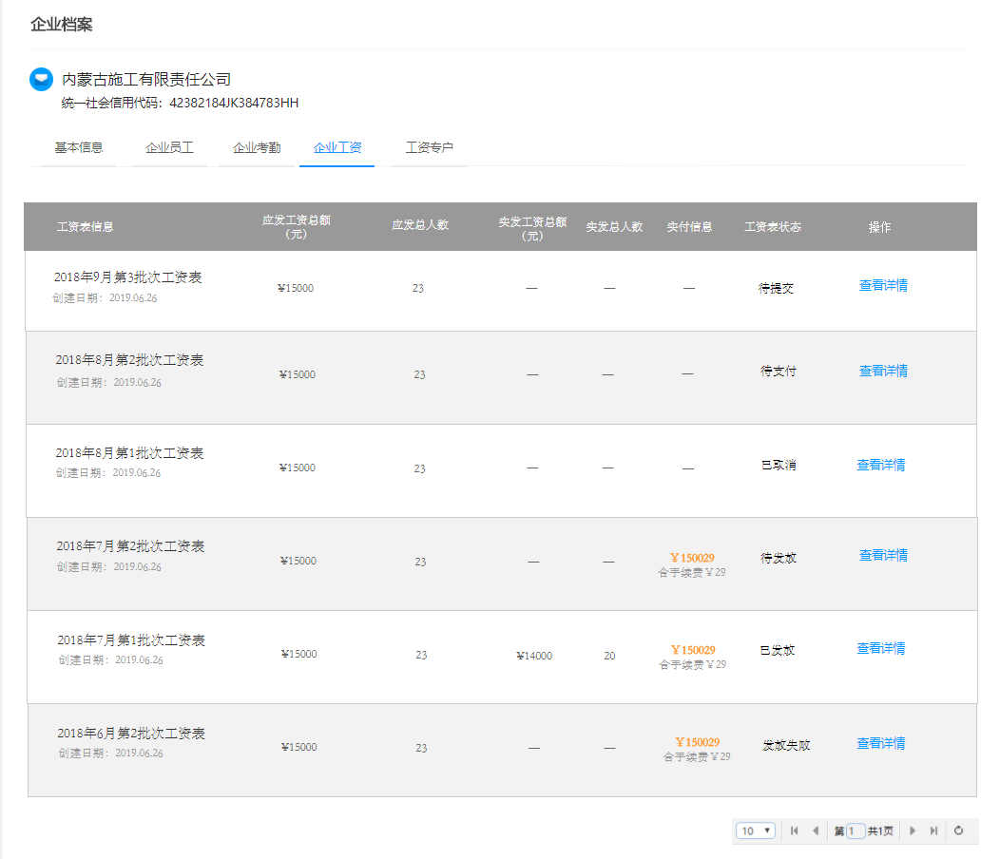 企业档案
内蒙古施工有限责任公司
统一社会信用代码：42382184JK384783HH
基本信息 企业员工 企业考勤 企业工资 工资专户
工资表信息 应发工资总额（元） 应发总人数 实发工资总额（元） 实发总人数 实付信息 工资表状态 操作
2018年9月第3批次工资表
创建日期：2019.06.26
¥15000 23 — — — 待提交 查看详情
2018年8月第2批次工资表
创建日期：2019.06.26
¥15000 23 — — — 待支付 查看详情
2018年8月第1批次工资表
创建日期：2019.06.26
¥15000 23 — — — 已取消 查看详情
2018年7月第2批次工资表
创建日期：2019.06.26
¥15000 23 — — ￥150029 待发放 查看详情
含手续费￥29
2018年7月第1批次工资表
创建日期：2019.06.26
¥15000 23 ¥14000 20 ￥150029 已发放 查看详情
含手续费￥29
2018年6月第2批次工资表
创建日期：2019.06.26
¥15000 23 — — ￥150029 发放失败 查看详情
含手续费￥29
10 第1共1页